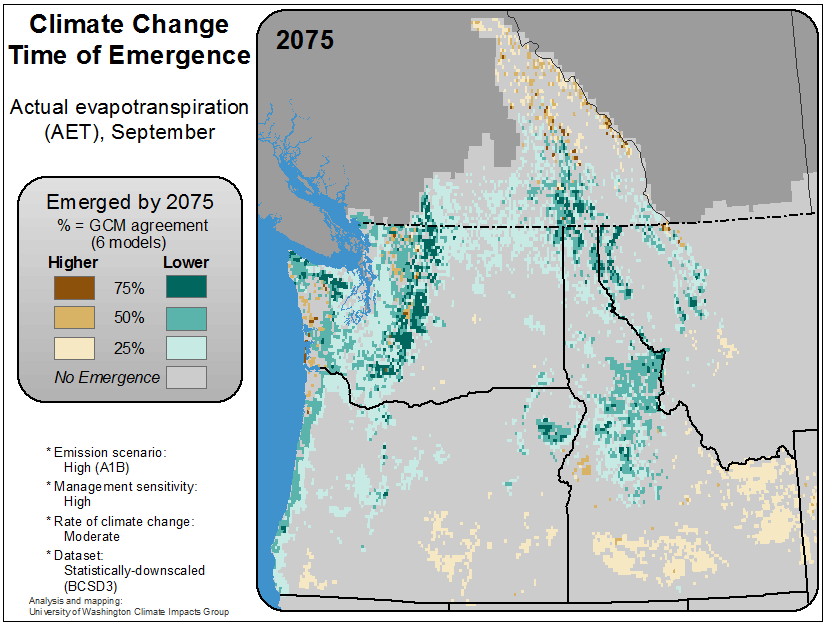 Climate Change
Time of Emergence
Actual evapotranspiration
(AET), September
Emerged by 2075
% = GCM agreement
(6 models)
Higher Lower
75%
50%
25%
No Emergence
* Emission scenario:
High (A1B)
* Management sensitivity:
High
* Rate of climate change:
Moderate
* Dataset:
Statistically-downscaled
(BCSD3)
Analysis and mapping:
University of Washington Climate Impacts Group
2075